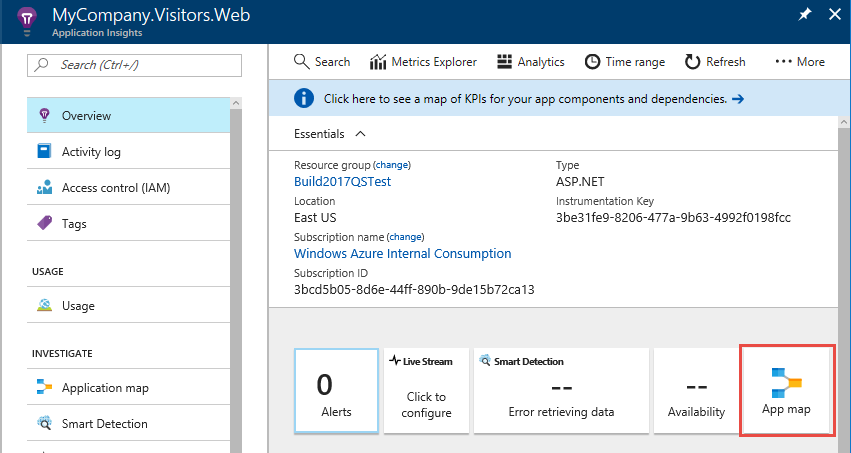 MyCompany.Visitors.Web
Application Insights
Search (Ctrl+/)
Overview
Activity log
Access control (IAM)
Tags
USAGE
Usage
INVESTIGATE
Application map
Smart Detection
Search
Metrics Explorer
Analytics
Time range
Refresh
More
Click here to see a map of KPIs for your app components and dependencies.
Essentials
Resource group (change)
Build2017QSTest
Location
East US
Subscription name (change)
Windows Azure Internal Consumption
Subscription ID
3bcd5b05-8d6e-44ff-890b-9de15b72ca13
Type
ASP.NET
Instrumentation Key
3be31fe9-8206-477a-9b63-4992f0198fcc
0
Alerts
Live Stream
Click to
configure
Smart Detection
--
Error retrieving data
--
Availability
App map